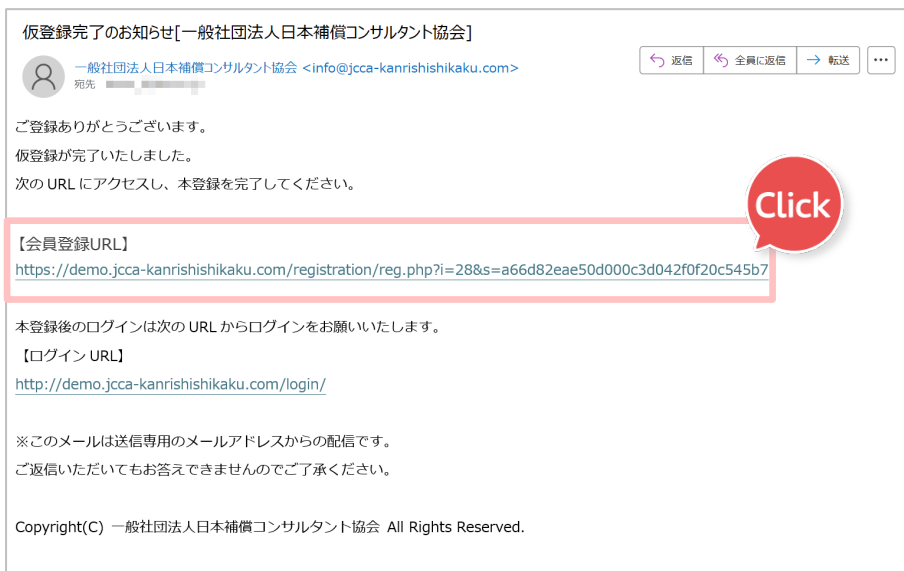 仮登録完了のお知らせ[一般社団法人日本補償コンサルタント協会]
一般社団法人日本補償コンサルタント協会 <info@jcca-kanrishishikaku.com>
宛先
返信
全員に返信
転送
ご登録ありがとうございます。
仮登録が完了いたしました。
次の URL にアクセスし、本登録を完了してください。
Click
【会員登録URL】
https://demo.jcca-kanrishishikaku.com/registration/reg.php?i=28&s=a66d82eae50d000c3d042f0f20c545b7
本登録後のログインは次の URL からログインをお願いいたします。
【ログイン URL】
http://demo.jcca-kanrishishikaku.com/login/
※このメールは送信専用のメールアドレスからの配信です。
ご返信いただいてもお答えできませんのでご了承ください。
Copyright(C) 一般社団法人日本補償コンサルタント協会 All Rights Reserved.